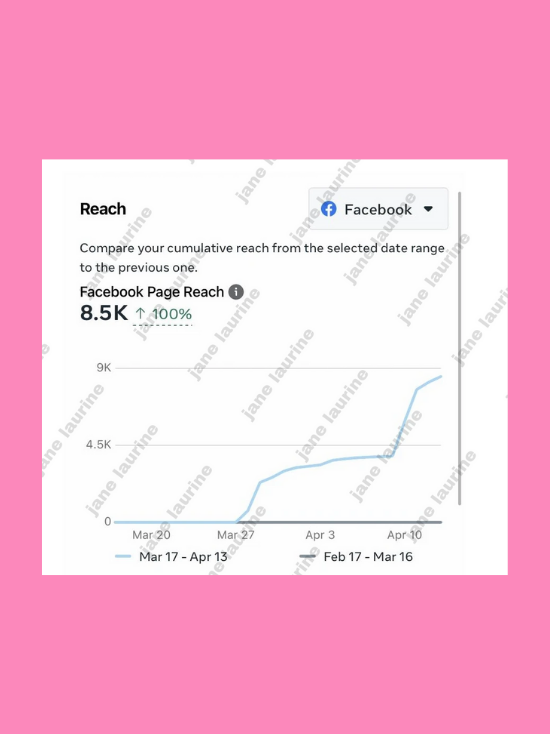 Reach
Facebook
Compare your cumulative reach from the selected date range
to the previous one.
Facebook Page Reach
8.5K ↑ 100%
9K
4.5K
0
Mar 20 Mar 27 Apr 3 Apr 10
Mar 17 - Apr 13 Feb 17 - Mar 16
jane laurine